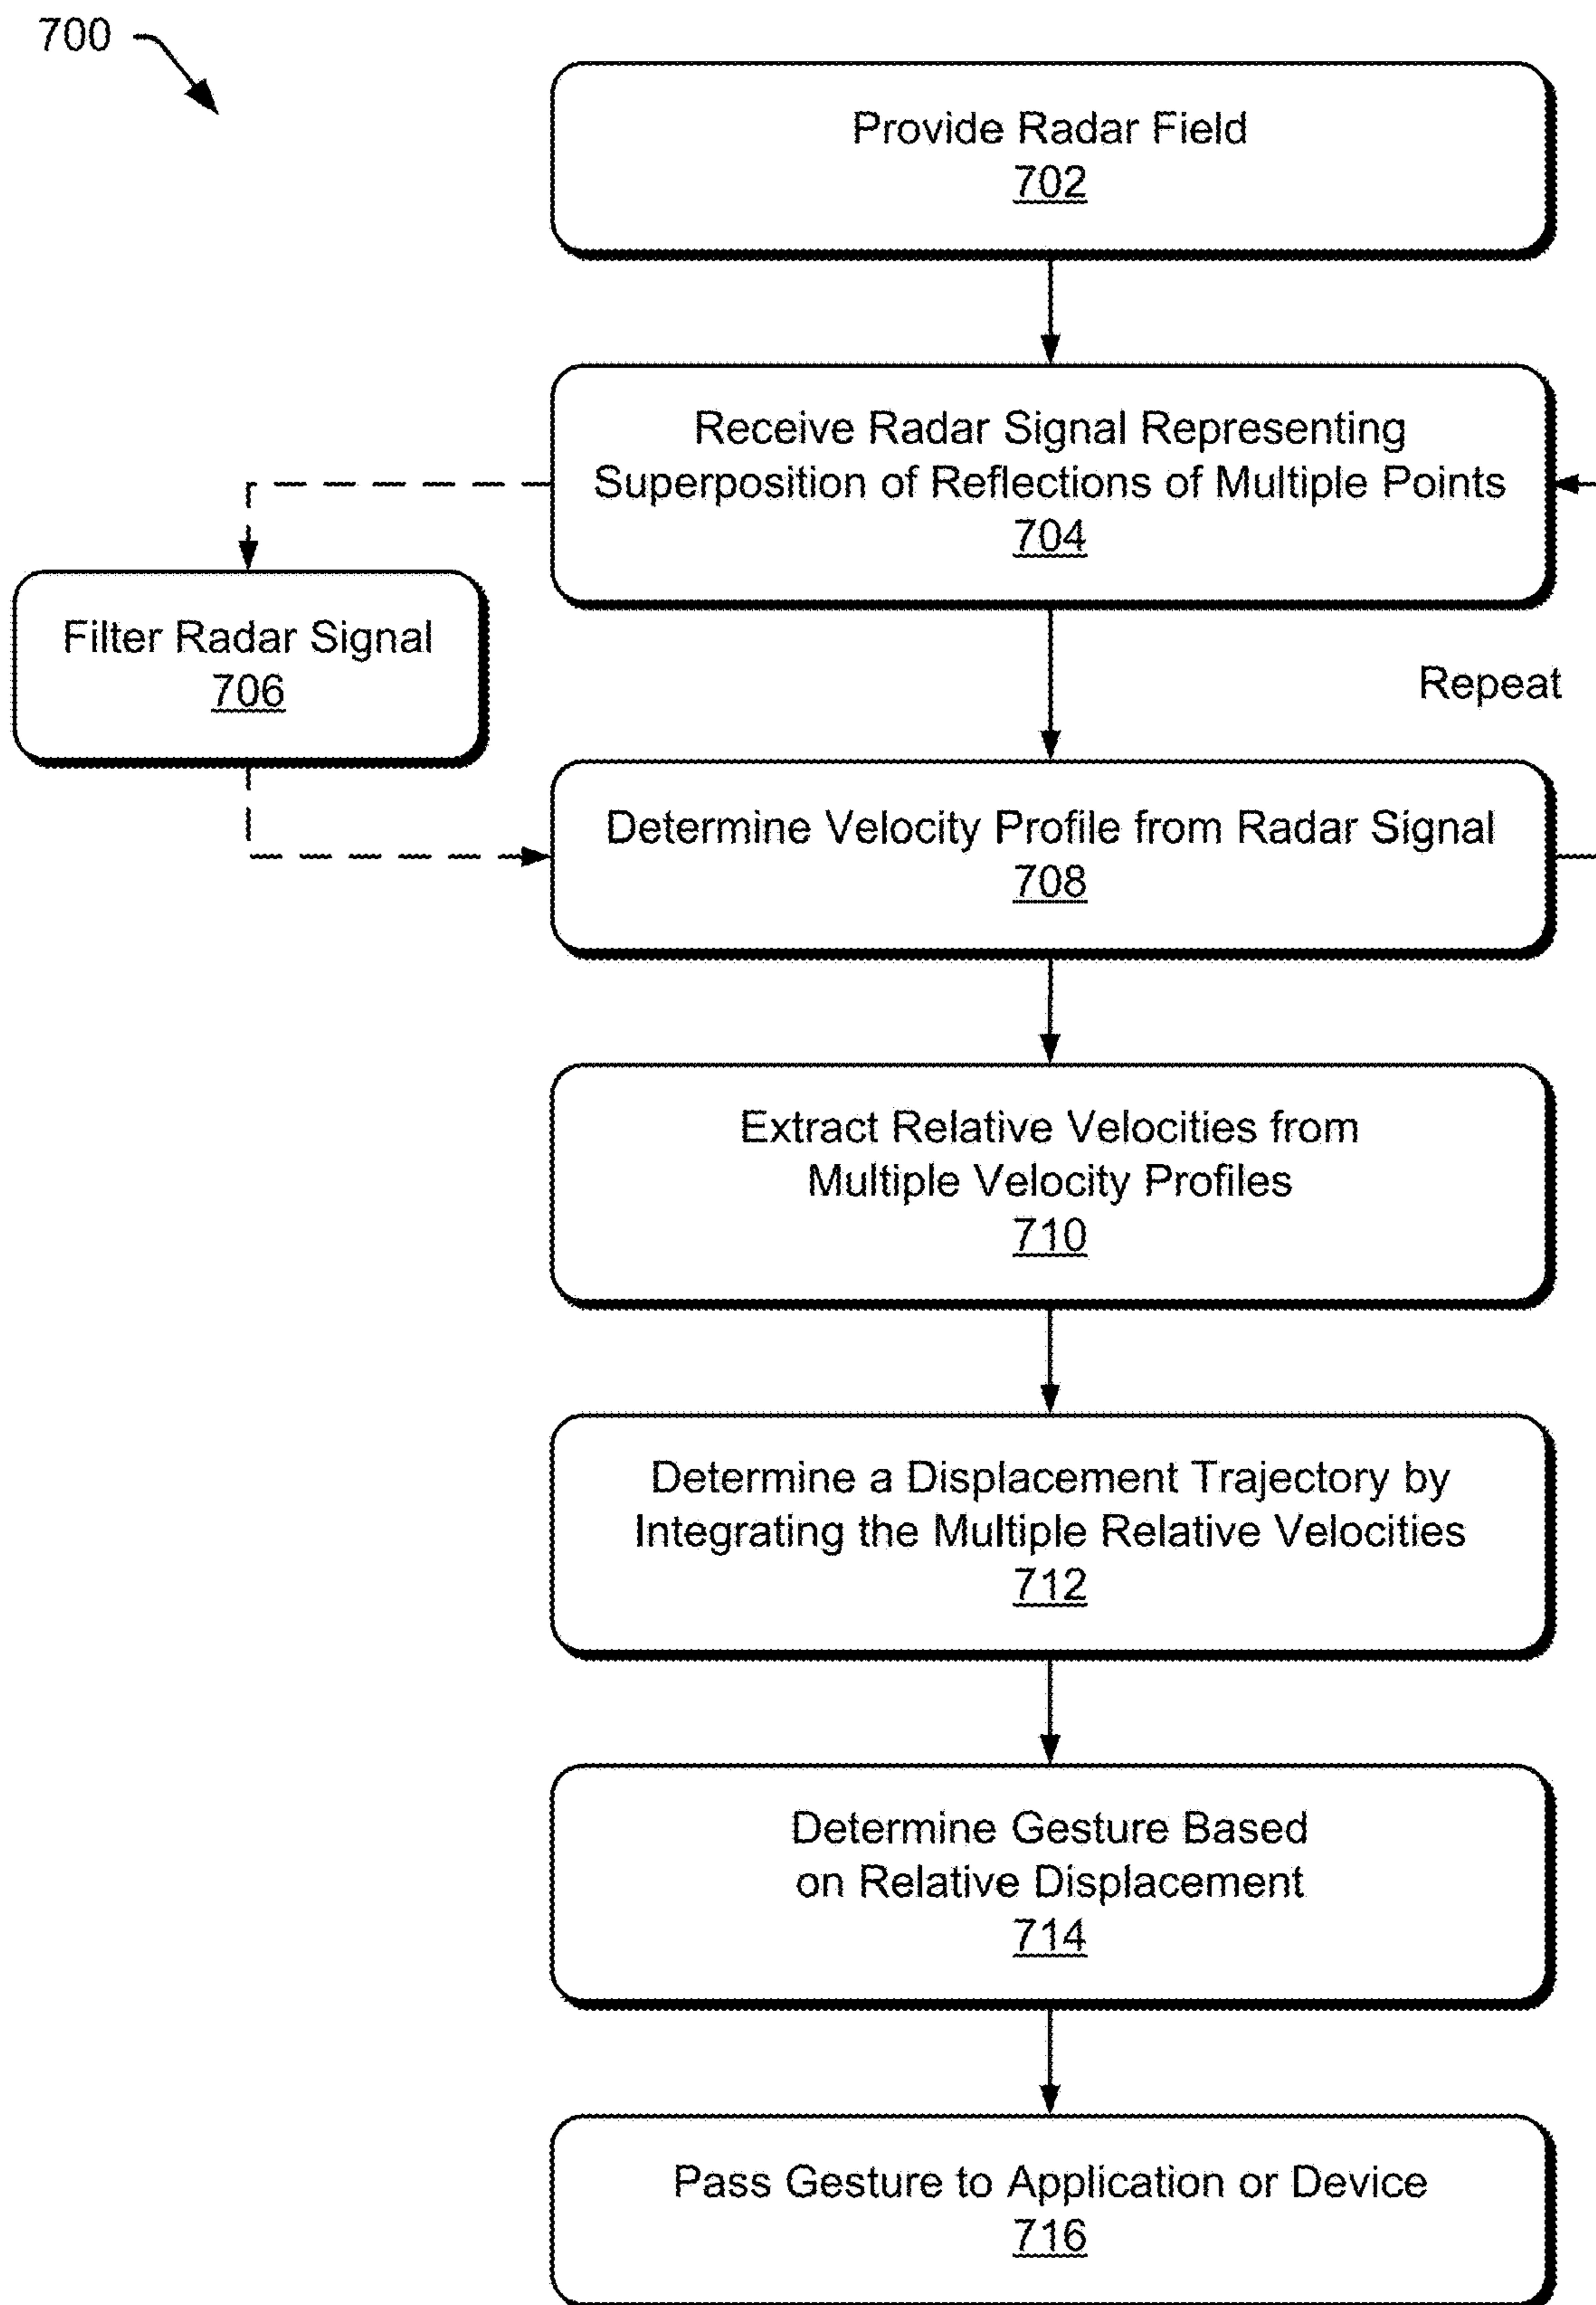 700
Provide Radar Field
702
Receive Radar Signal Representing
Superposition of Reflections of Multiple Points
704
Filter Radar Signal
706
Repeat
Determine Velocity Profile from Radar Signal
708
Extract Relative Velocities from
Multiple Velocity Profiles
710
Determine a Displacement Trajectory by
Integrating the Multiple Relative Velocities
712
Determine Gesture Based
on Relative Displacement
714
Pass Gesture to Application or Device
716